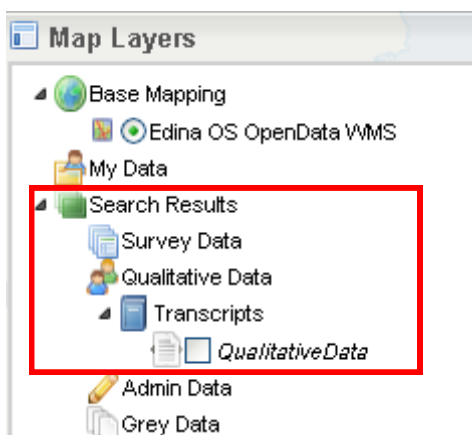 Map Layers
Base Mapping
Edina OS OpenData WMS
My Data
Search Results
Survey Data
Qualitative Data
Transcripts
QualitativeData
Admin Data
Grey Data